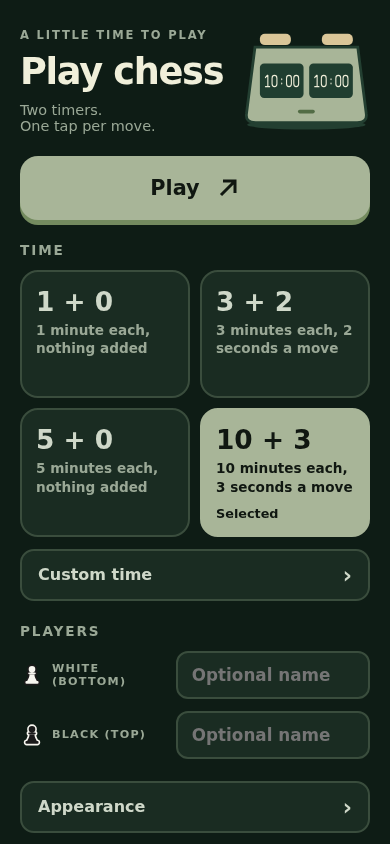 A LITTLE TIME TO PLAY
Play chess
Two timers.
One tap per move.
10:00 10:00
Play
TIME
1 + 0
1 minute each,
nothing added
3 + 2
3 minutes each, 2
seconds a move
5 + 0
5 minutes each,
nothing added
10 + 3
10 minutes each,
3 seconds a move
Selected
Custom time
PLAYERS
WHITE
(BOTTOM)
Optional name
BLACK (TOP)
Optional name
Appearance